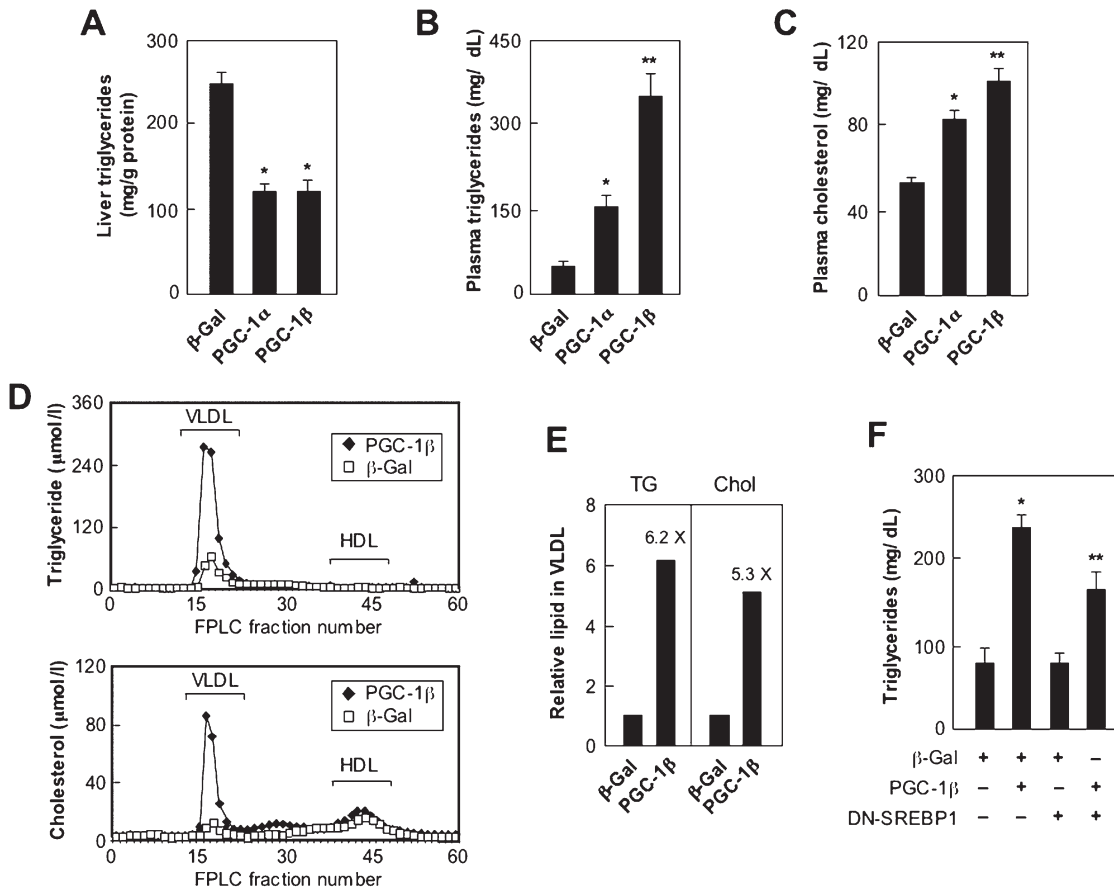 A
Liver triglycerides
(mg/g protein)
300
200
100
0
β-Gal
PGC-1α
PGC-1β
*
*
B
Plasma triglycerides (mg/ dL)
450
300
150
0
β-Gal
PGC-1α
PGC-1β
*
**
C
Plasma cholesterol (mg/ dL)
120
80
40
0
β-Gal
PGC-1α
PGC-1β
*
**
D
Triglyceride (μmol/l)
360
240
120
0
VLDL
HDL
PGC-1β
β-Gal
0 15 30 45 60
FPLC fraction number
Cholesterol (μmol/l)
120
80
40
0
VLDL
HDL
PGC-1β
β-Gal
0 15 30 45 60
FPLC fraction number
E
Relative lipid in VLDL
TG Chol
8
6
4
2
0
6.2 X
5.3 X
β-Gal
PGC-1β
β-Gal
PGC-1β
F
Triglycerides (mg/ dL)
300
200
100
0
*
**
β-Gal + + + –
PGC-1β – + – +
DN-SREBP1 – – + +